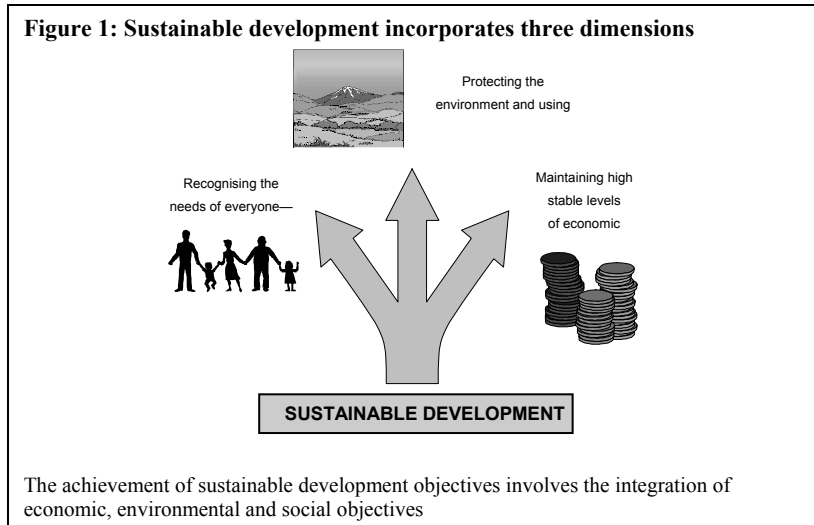 Figure 1: Sustainable development incorporates three dimensions
Protecting the
environment and using
Recognising the
needs of everyone—
Maintaining high
stable levels
of economic
SUSTAINABLE DEVELOPMENT
The achievement of sustainable development objectives involves the integration of
economic, environmental and social objectives